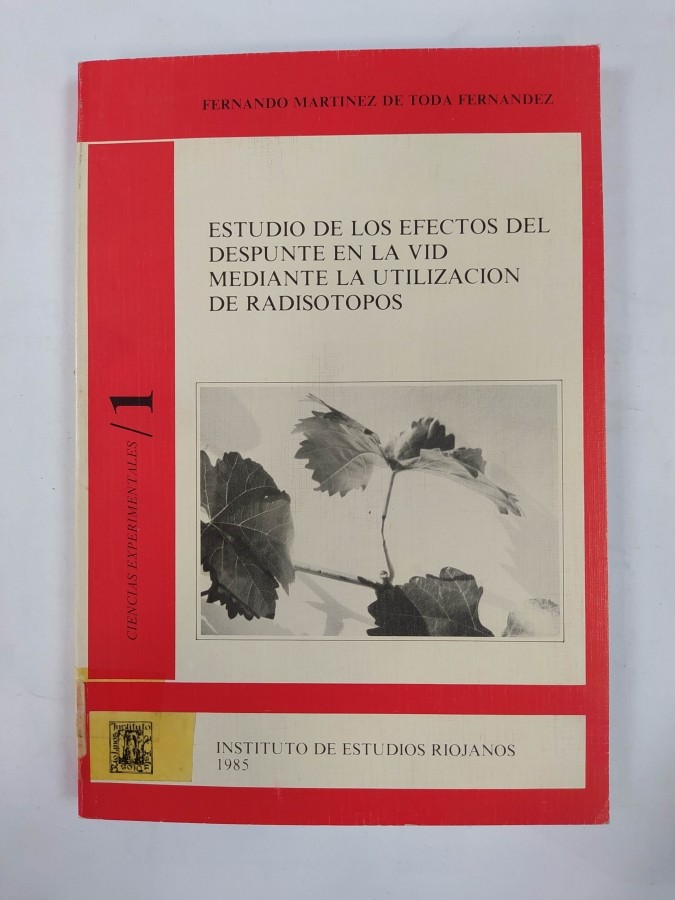 FERNANDO MARTINEZ DE TODA FERNANDEZ
ESTUDIO DE LOS EFECTOS DEL
DESPUNTE EN LA VID
MEDIANTE LA UTILIZACION
DE RADISOTOPOS
CIENCIAS EXPERIMENTALES / 1
INSTITUTO DE ESTUDIOS RIOJANOS
1985